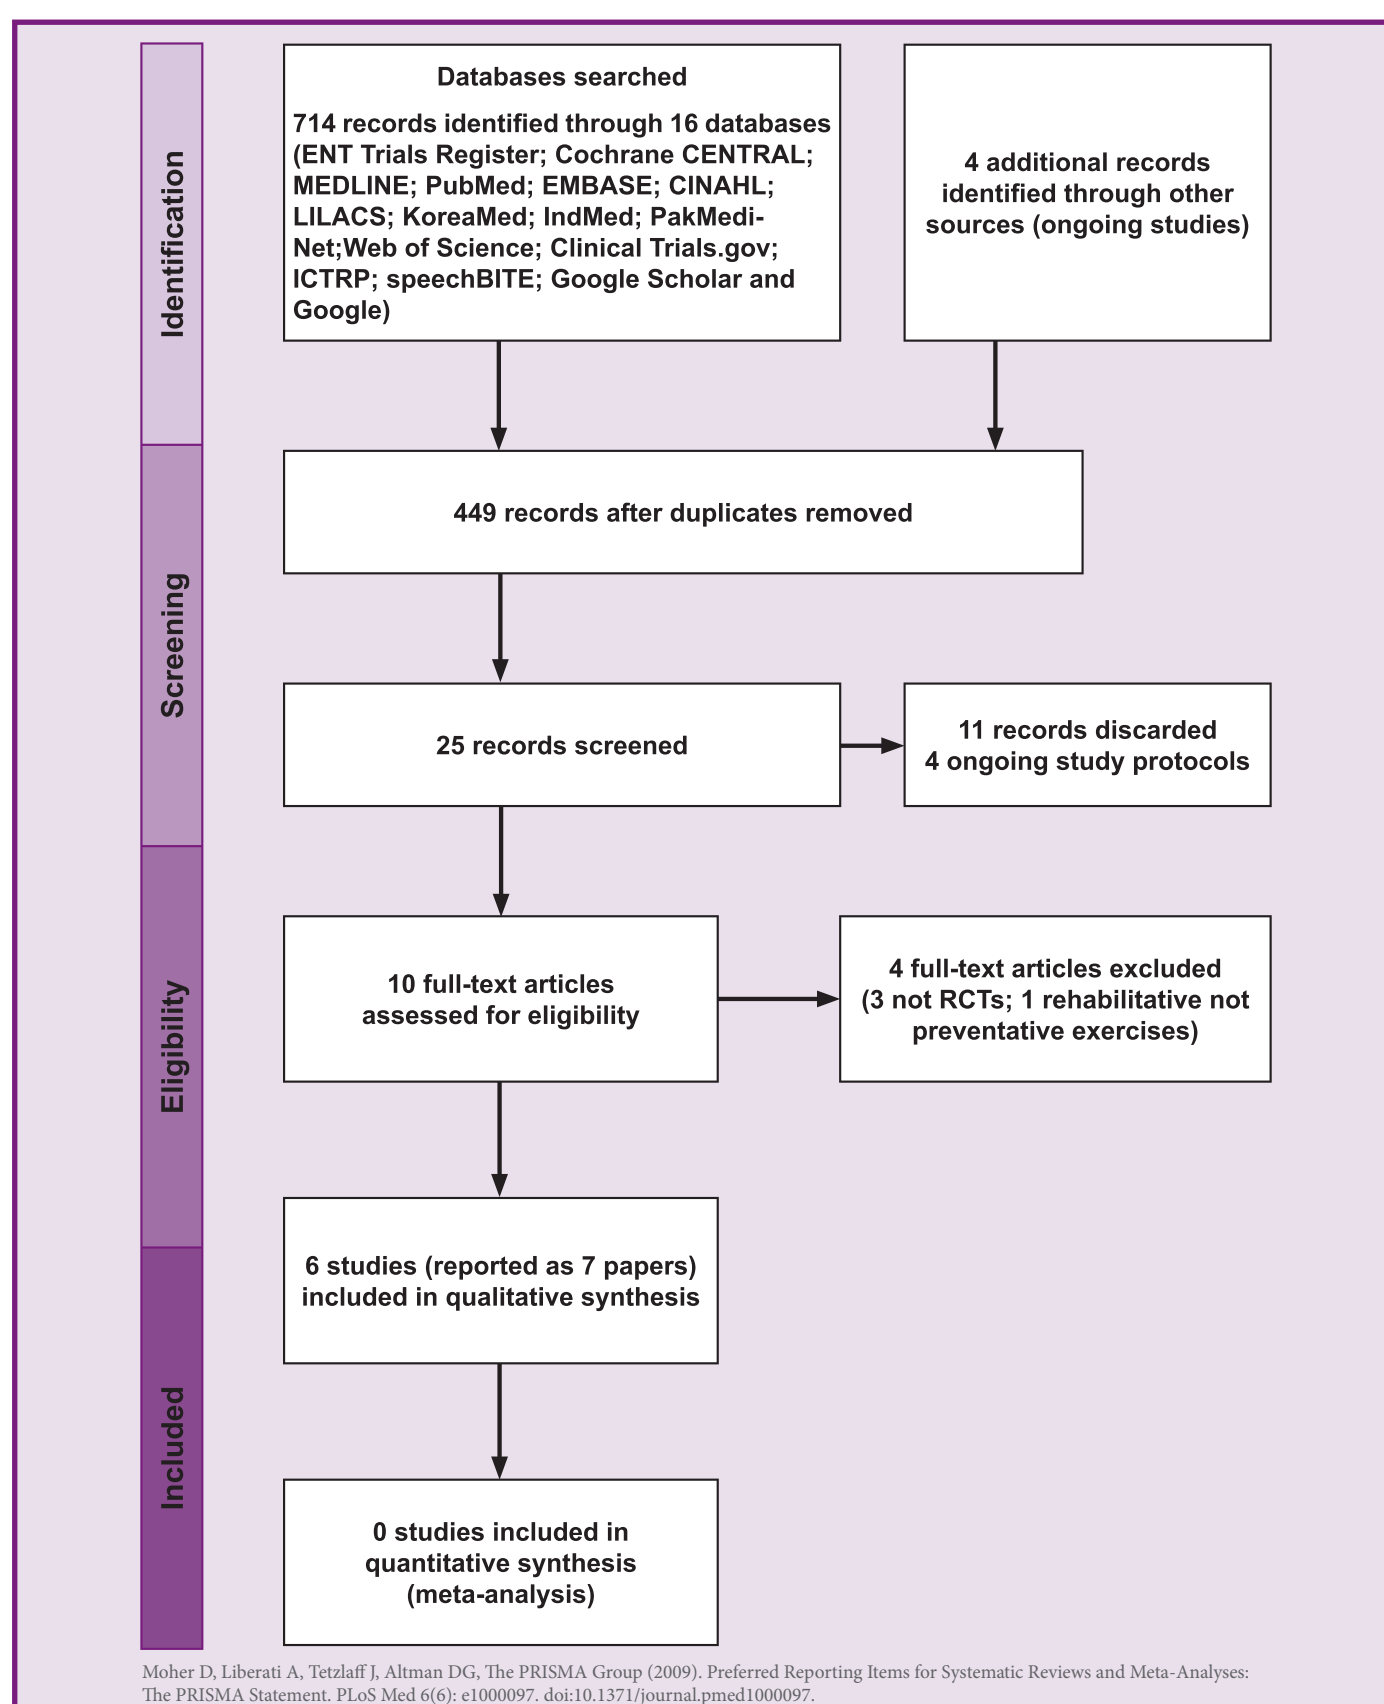 Identification
Databases searched
714 records identified through 16 databases
(ENT Trials Register; Cochrane CENTRAL;
MEDLINE; PubMed; EMBASE; CINAHL;
LILACS; KoreaMed; IndMed; PakMedi-
Net;Web of Science; Clinical Trials.gov;
ICTRP; speechBITE; Google Scholar and
Google)
4 additional records
identified through other
sources (ongoing studies)
Screening
449 records after duplicates removed
25 records screened
11 records discarded
4 ongoing study protocols
Eligibility
10 full-text articles
assessed for eligibility
4 full-text articles excluded
(3 not RCTs; 1 rehabilitative not
preventative exercises)
Included
6 studies (reported as 7 papers)
included in qualitative synthesis
0 studies included in
quantitative synthesis
(meta-analysis)
Moher D, Liberati A, Tetzlaff J, Altman DG, The PRISMA Group (2009). Preferred Reporting Items for Systematic Reviews and Meta-Analyses:
The PRISMA Statement. PLoS Med 6(6): e1000097. doi:10.1371/journal.pmed1000097.